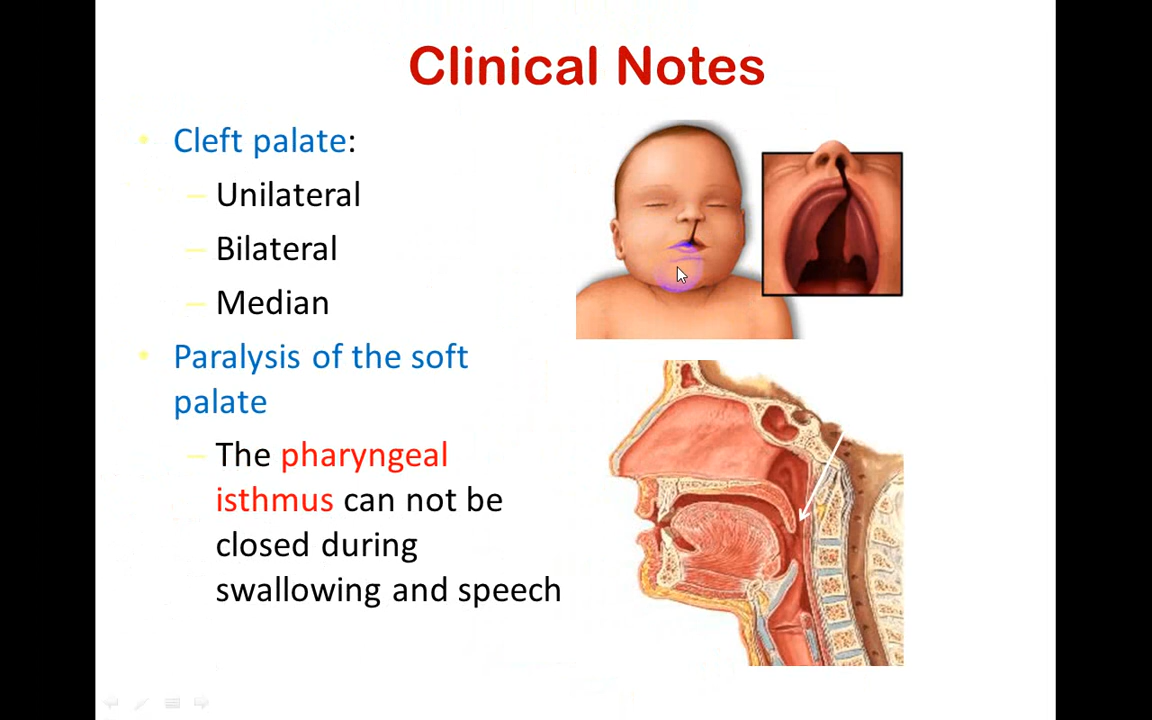 Clinical Notes
• Cleft palate:
– Unilateral
– Bilateral
– Median
• Paralysis of the soft
palate
– The pharyngeal
isthmus can not be
closed during
swallowing and speech